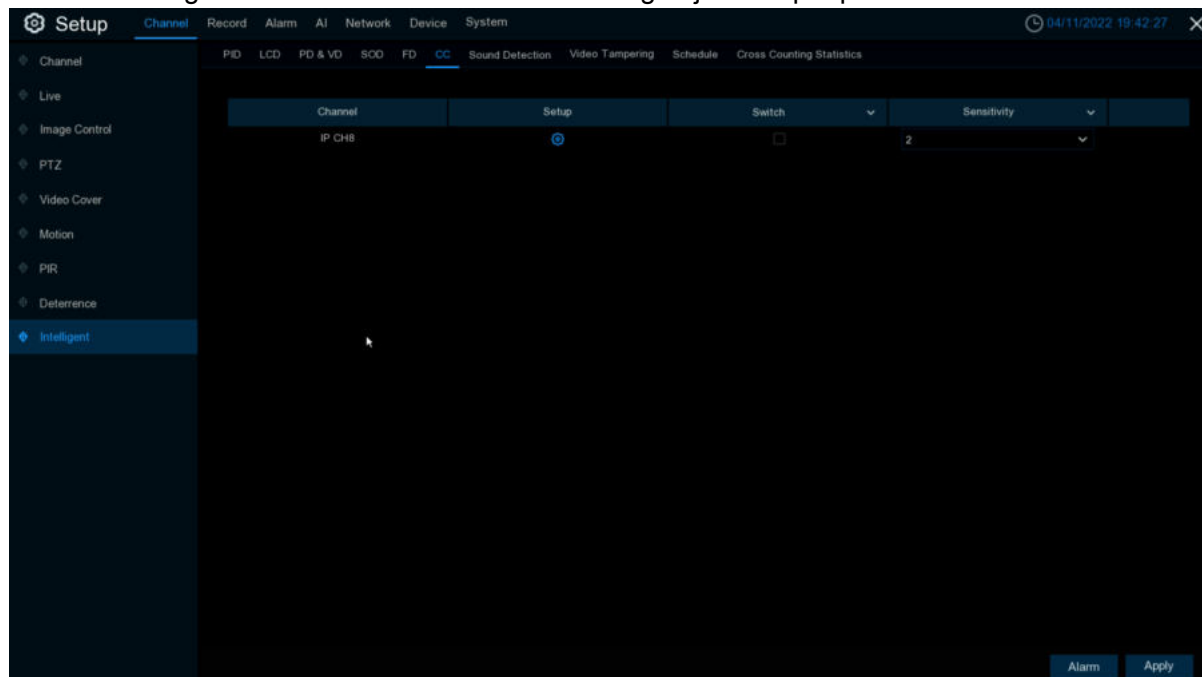 Setup Channel Record Alarm AI Network Device System 04/11/2022 19:42:27
Channel PID LCD PD & VD SOD FD CC Sound Detection Video Tampering Schedule Cross Counting Statistics
Live
Channel Setup Switch Sensitivity
Image Control
IP CH8 2
PTZ
Video Cover
Motion
PIR
Deterrence
Intelligent
Alarm Apply